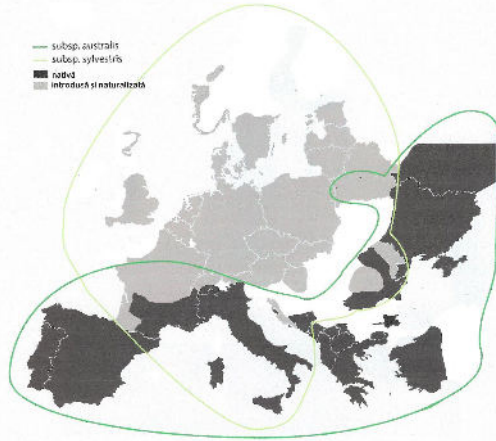 subsp. australis
subsp. sylvestris
nativă
introdusă și naturalizată